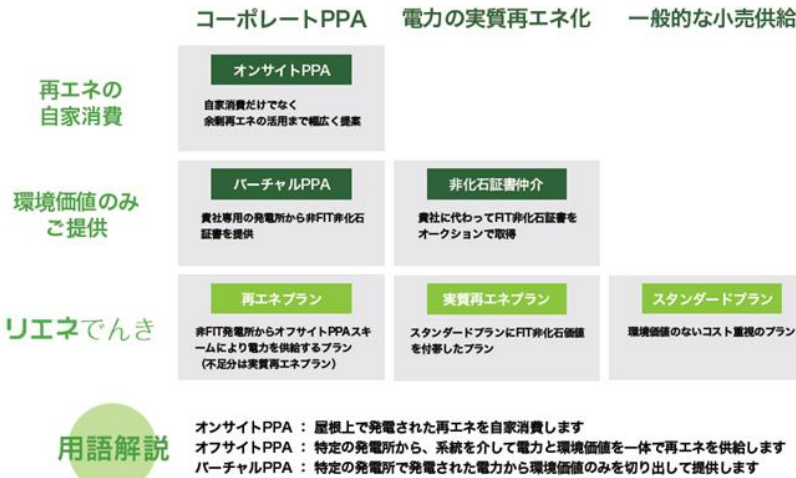 コーポレートPPA 電力の実質再エネ化 一般的な小売供給
再エネの
自家消費
オンサイトPPA
自家消費だけでなく
余剰再エネの活用まで幅広く提案
環境価値のみ
ご提供
バーチャルPPA
貴社専用の発電所から非FIT非化石
証書を提供
非化石証書仲介
貴社に代わってFIT非化石証書を
オークションで取得
リエネでんき
再エネプラン
非FIT発電所からオフサイトPPAスキ
ームにより電力を供給するプラン
（不足分は実質再エネプラン）
実質再エネプラン
スタンダードプランにFIT非化石価値
を付帯したプラン
スタンダードプラン
環境価値のないコスト重視のプラン
用語解説
オンサイトPPA ： 屋根上で発電された再エネを自家消費します
オフサイトPPA ： 特定の発電所から、系統を介して電力と環境価値を一体で再エネを供給します
バーチャルPPA ： 特定の発電所で発電された電力から環境価値のみを切り出して提供します